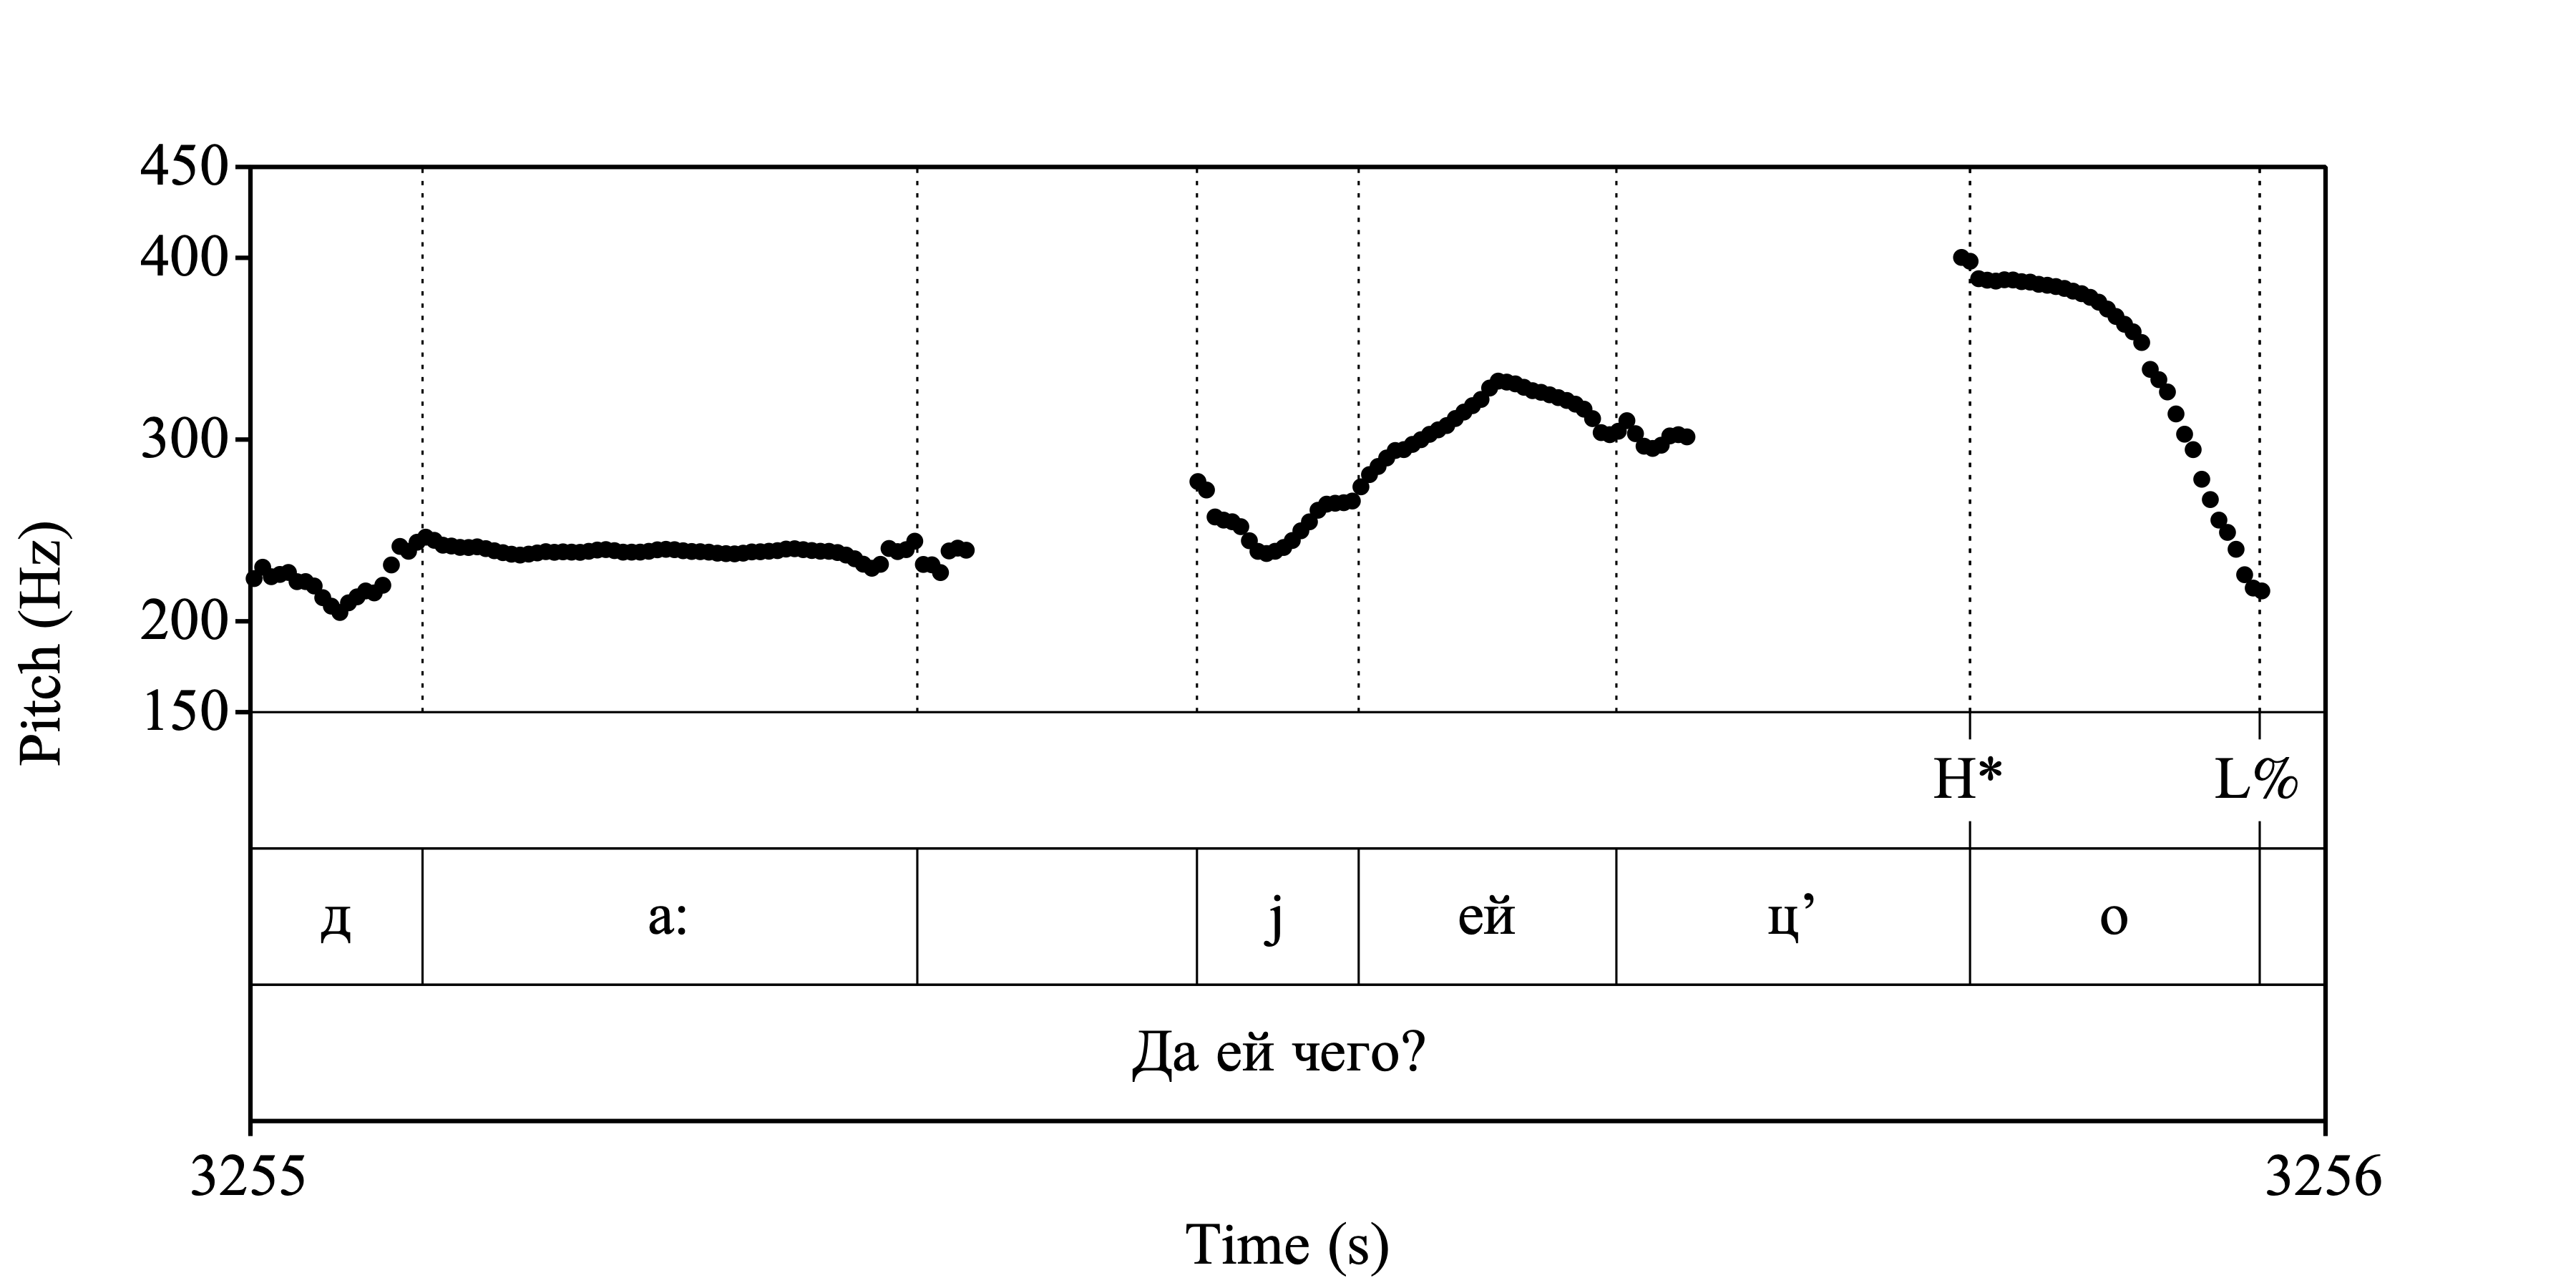 450
400
300
200
150
Pitch (Hz)
H* L%
д а: j ей ц’ о
Да ей чего?
3255 3256
Time (s)